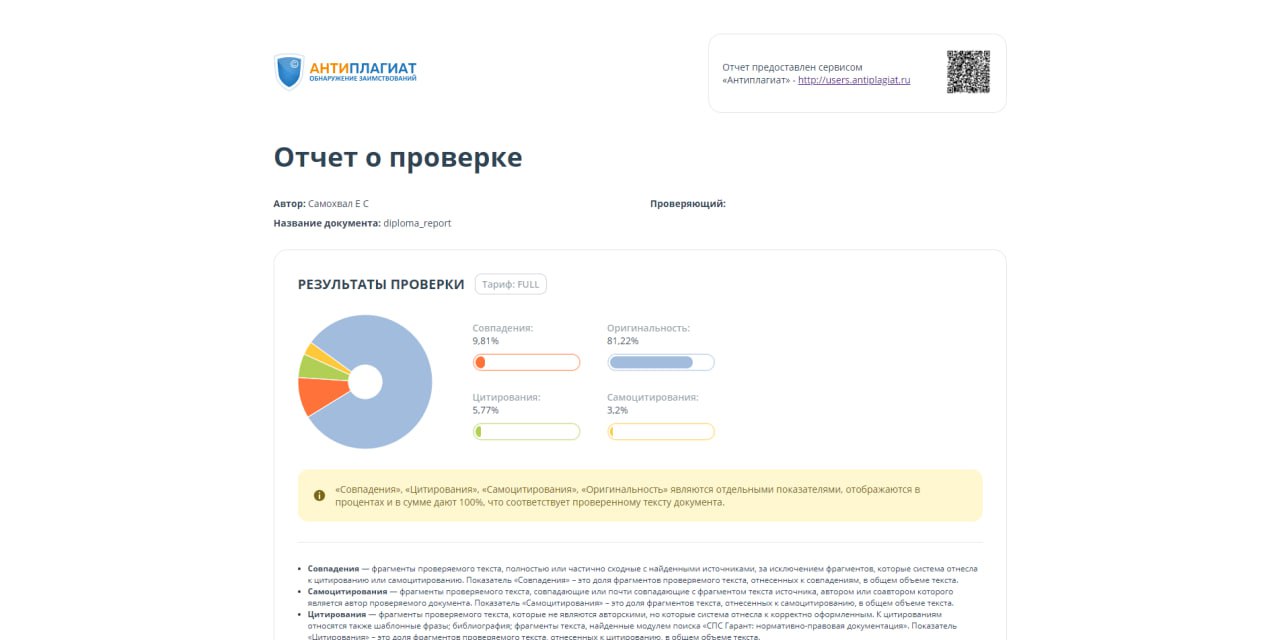 АНТИПЛАГИАТ
ОБНАРУЖЕНИЕ ЗАИМСТВОВАНИЙ
Отчет предоставлен сервисом
«Антиплагиат» - http://users.antiplagiat.ru
Отчет о проверке
Автор: Самохвал Е С
Проверяющий:
Название документа: diploma_report
РЕЗУЛЬТАТЫ ПРОВЕРКИ
Тариф: FULL
Совпадения:
9,81%
Оригинальность:
81,22%
Цитирования:
5,77%
Самоцитирования:
3,2%
«Совпадения», «Цитирования», «Самоцитирования», «Оригинальность» являются отдельными показателями, отображаются в
процентах и в сумме дают 100%, что соответствует проверенному тексту документа.
• Совпадения — фрагменты проверяемого текста, полностью или частично сходные с найденными источниками, за исключением фрагментов, которые система отнесла
к цитированию или самоцитированию. Показатель «Совпадения» – это доля фрагментов проверяемого текста, отнесенных к совпадениям, в общем объеме текста.
• Самоцитирования — фрагменты проверяемого текста, совпадающие или почти совпадающие с фрагментом текста источника, автором или соавтором которого
является автор проверяемого документа. Показатель «Самоцитирования» – это доля фрагментов текста, отнесенных к самоцитированию, в общем объеме текста.
• Цитирования — фрагменты проверяемого текста, которые не являются авторскими, но которые система отнесла к корректно оформленным. К цитированиям
относятся также шаблонные фразы; библиография; фрагменты текста, найденные модулем поиска «СПС Гарант: нормативно-правовая документация». Показатель
«Цитирования» – это доля фрагментов проверяемого текста, отнесенных к цитированию, в общем объеме текста.